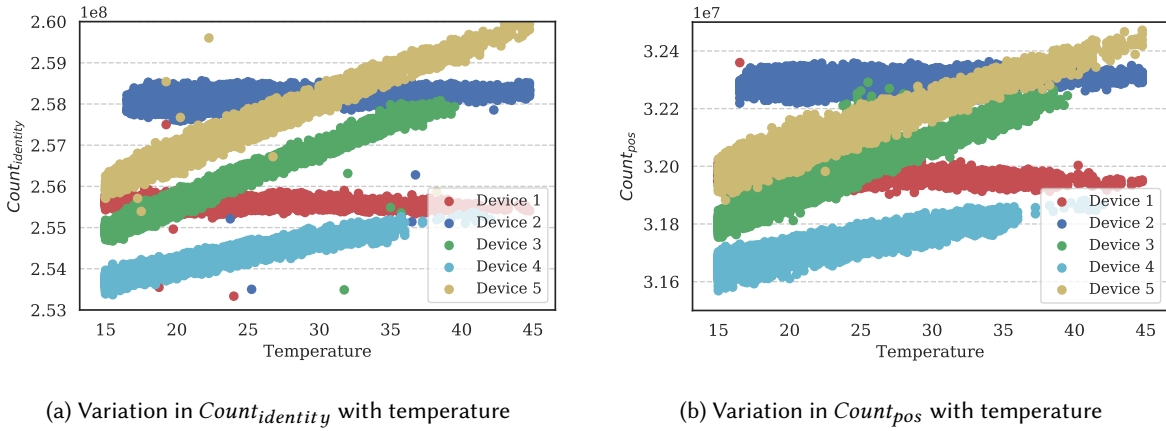 1e8
2.60
2.59
2.58
2.57
2.56
2.55
2.54
2.53
Count_identity
15 20 25 30 35 40 45
Temperature
Device 1
Device 2
Device 3
Device 4
Device 5
(a) Variation in Count_identity with temperature
1e7
3.24
3.22
3.20
3.18
3.16
Count_pos
15 20 25 30 35 40 45
Temperature
Device 1
Device 2
Device 3
Device 4
Device 5
(b) Variation in Count_pos with temperature